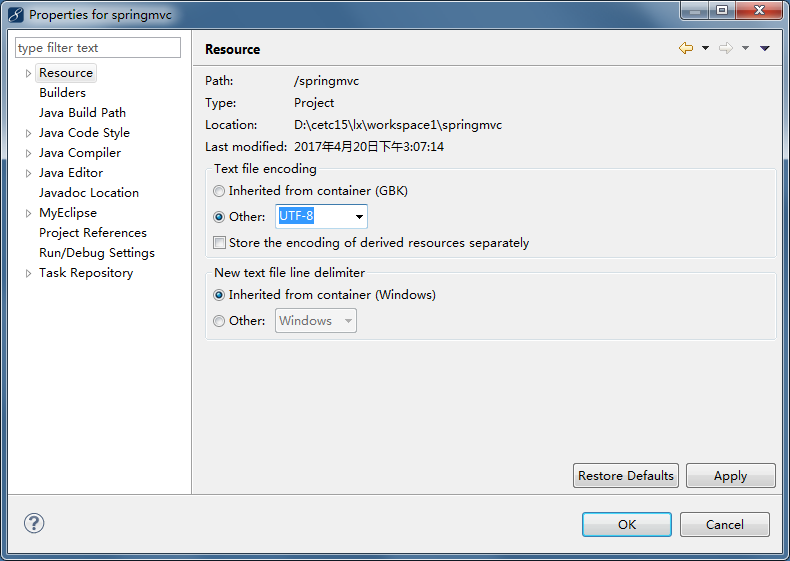 Properties for springmvc
type filter text
Resource
Builders
Java Build Path
Java Code Style
Java Compiler
Java Editor
Javadoc Location
MyEclipse
Project References
Run/Debug Settings
Task Repository
Resource
Path: /springmvc
Type: Project
Location: D:\cetc15\lx\workspace1\springmvc
Last modified: 2017年4月20日下午3:07:14
Text file encoding
Inherited from container (GBK)
Other: UTF-8
Store the encoding of derived resources separately
New text file line delimiter
Inherited from container (Windows)
Other: Windows
Restore Defaults Apply
? OK Cancel